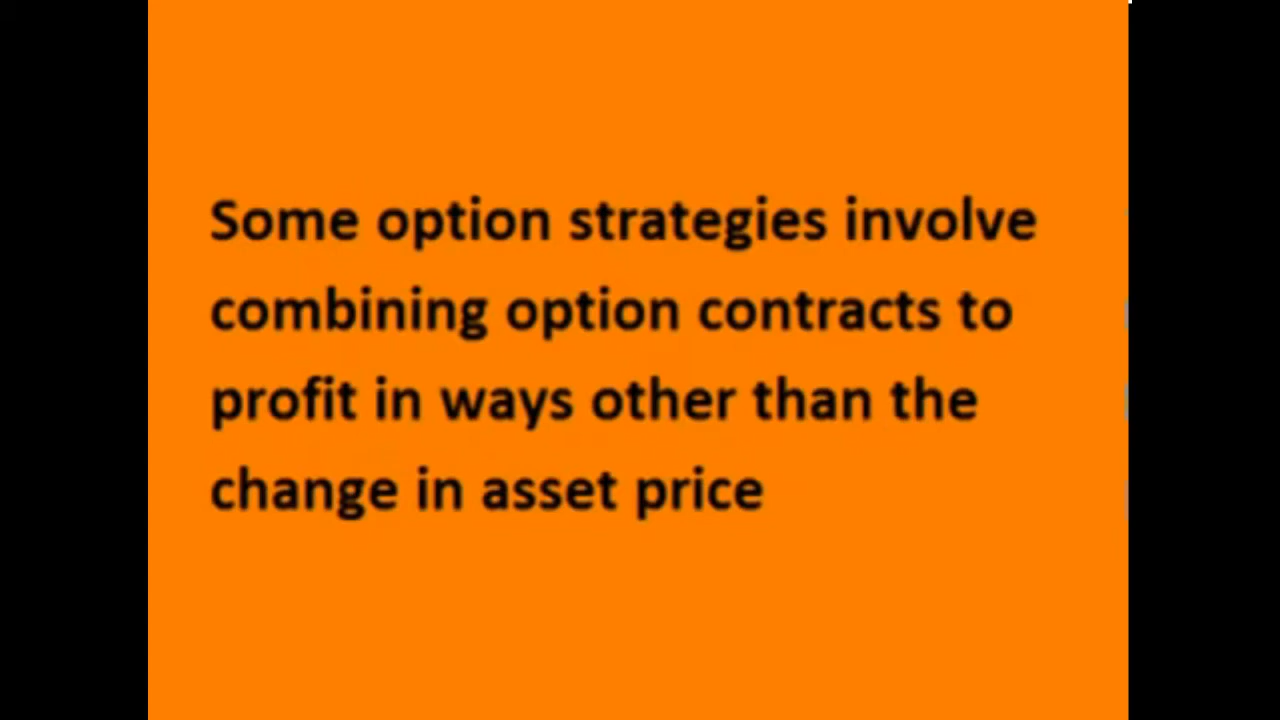 Some option strategies involve
combining option contracts to
profit in ways other than the
change in asset price